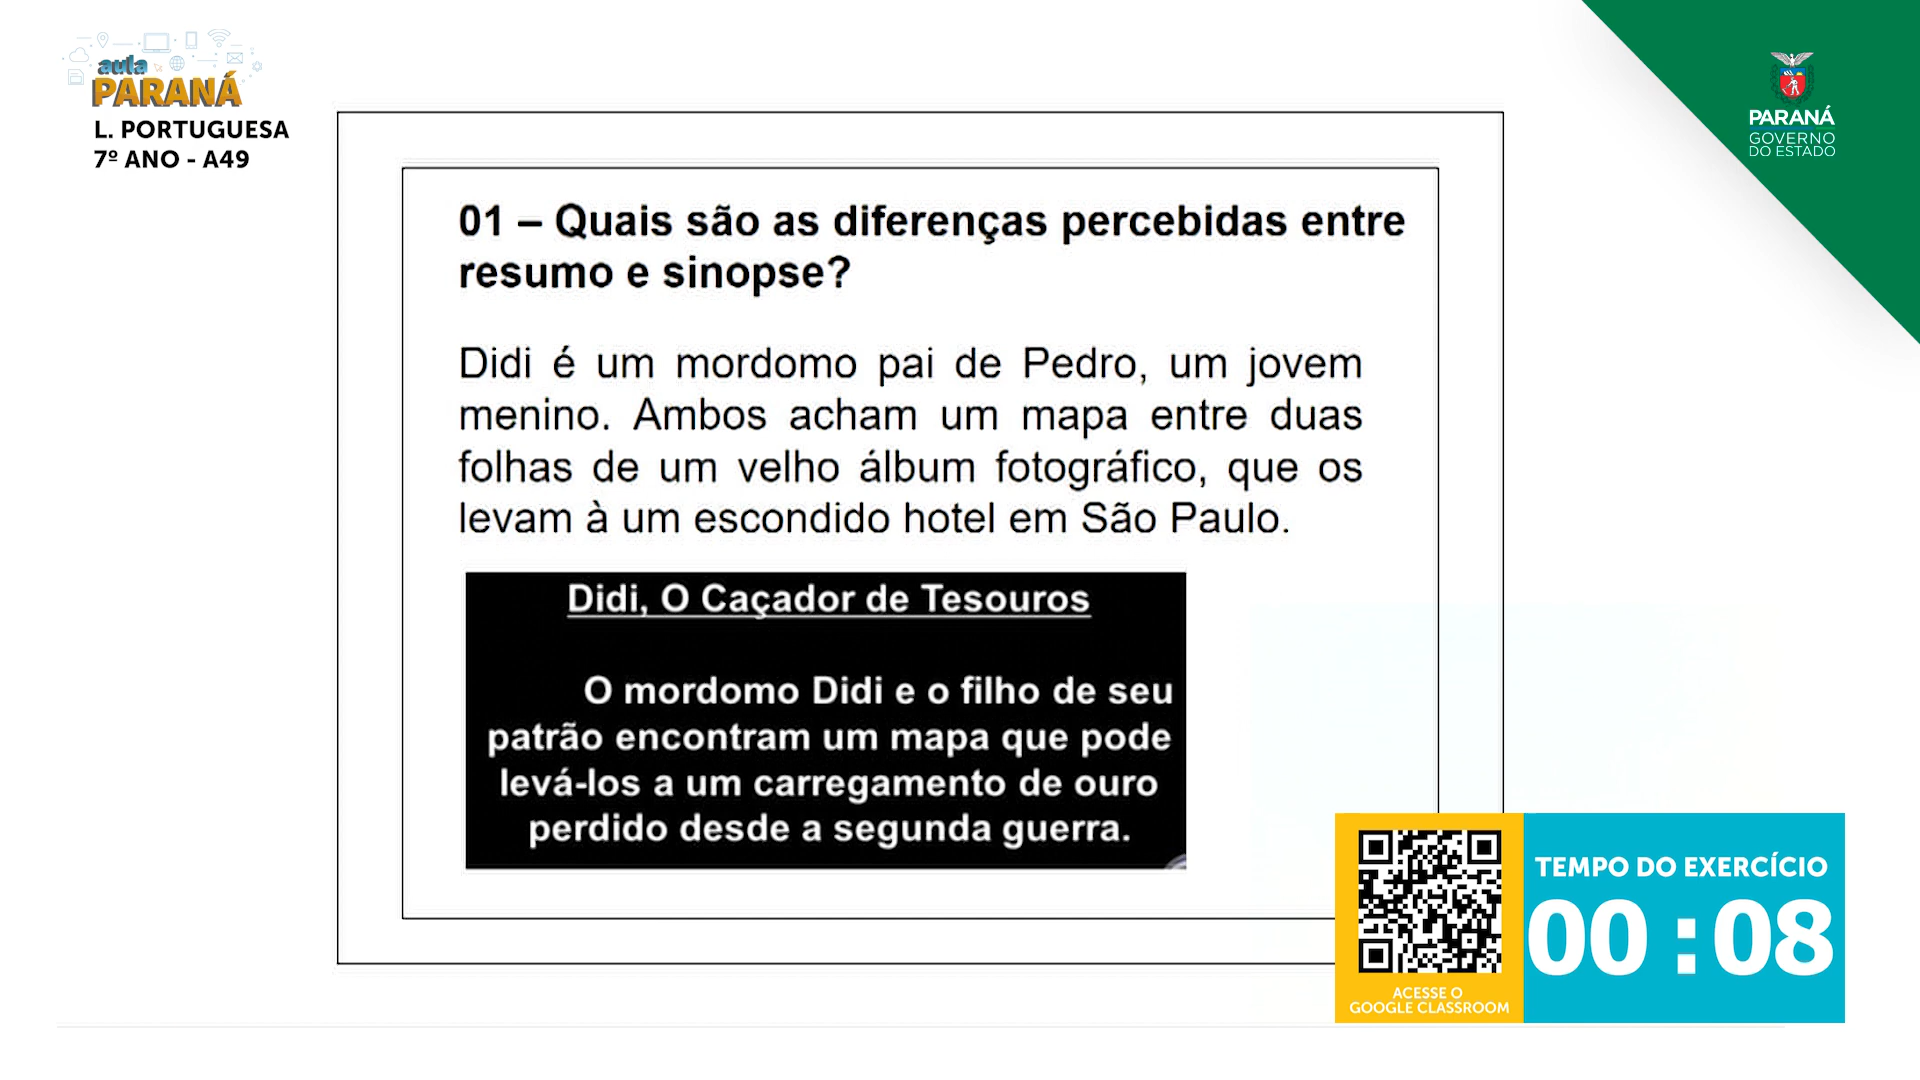 aula
PARANÁ
L. PORTUGUESA
7º ANO - A49
PARANÁ
GOVERNO
DO ESTADO
01 – Quais são as diferenças percebidas entre
resumo e sinopse?
Didi é um mordomo pai de Pedro, um jovem
menino. Ambos acham um mapa entre duas
folhas de um velho álbum fotográfico, que os
levam à um escondido hotel em São Paulo.
Didi, O Caçador de Tesouros
O mordomo Didi e o filho de seu
patrão encontram um mapa que pode
levá-los a um carregamento de ouro
perdido desde a segunda guerra.
ACESSE O
GOOGLE CLASSROOM
TEMPO DO EXERCÍCIO
00 :08